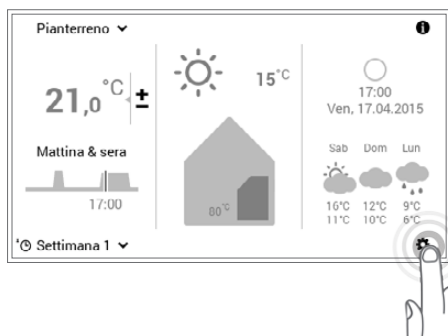 Pianterreno
21,0 °C ±
Mattina & sera
17:00
Settimana 1
15°C
80°C
17:00
Ven, 17.04.2015
Sab Dom Lun
16°C 12°C 9°C
11°C 10°C 6°C